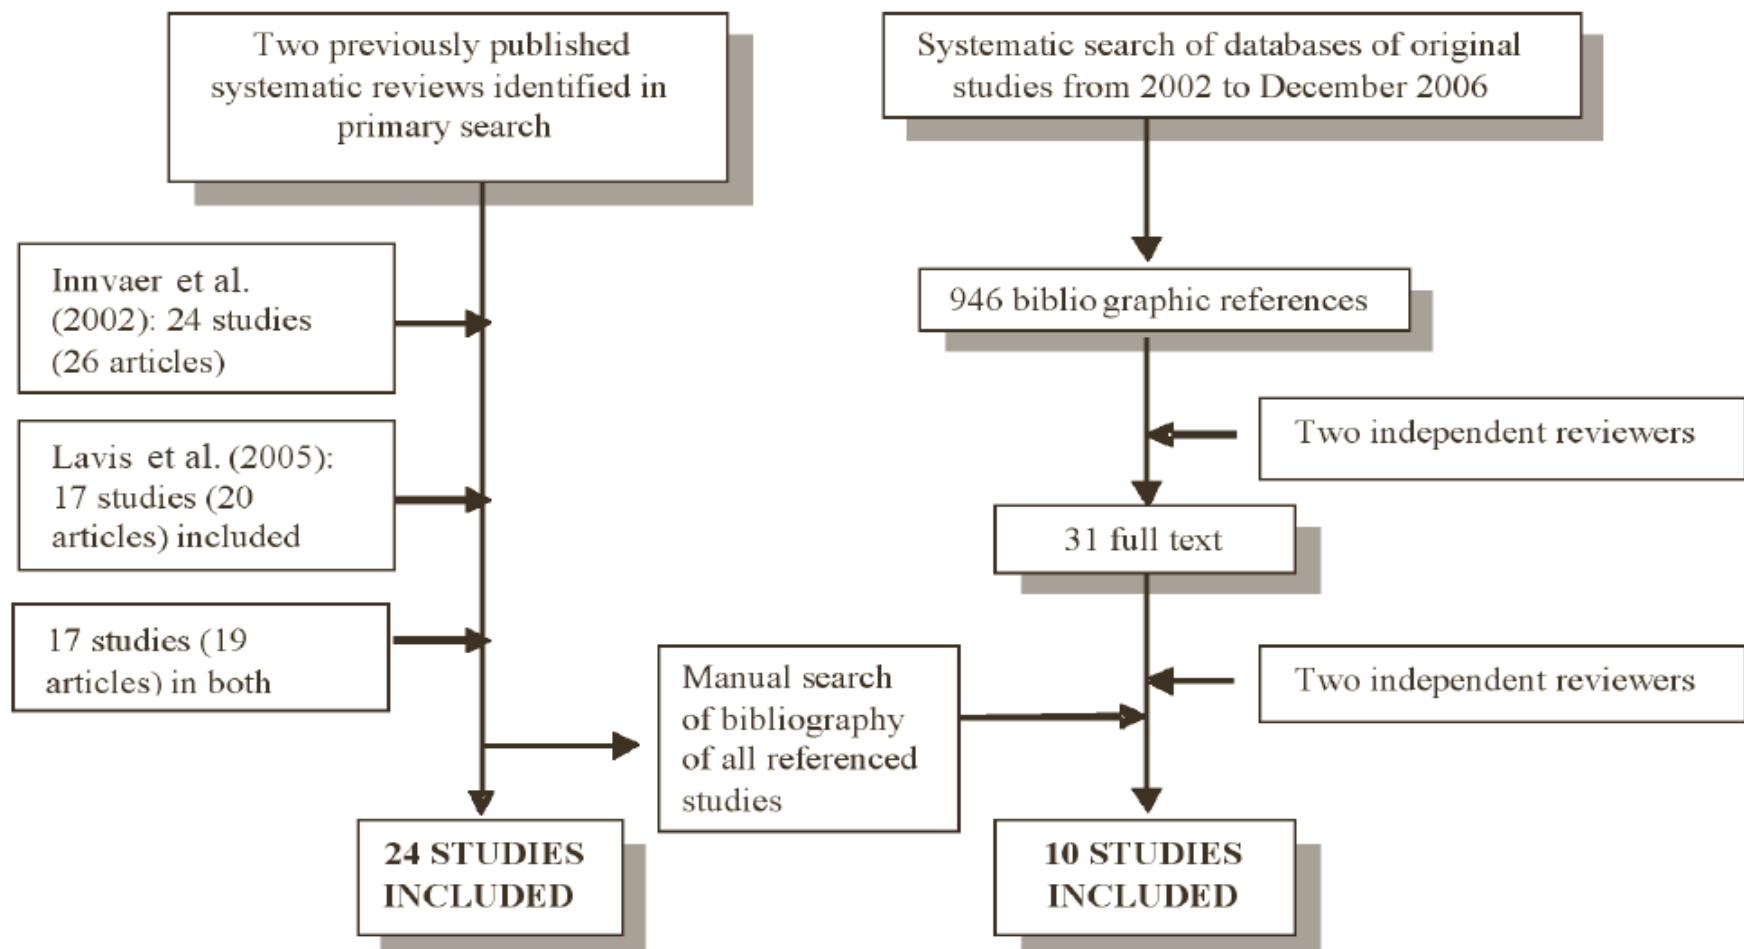 Two previously published
systematic reviews identified in
primary search
Systematic search of databases of original
studies from 2002 to December 2006
Innvaer et al.
(2002): 24 studies
(26 articles)
946 biblio graphic references
Two independent reviewers
Lavis et al. (2005):
17 studies (20
articles) included
31 full text
17 studies (19
articles) in both
Manual search
of bibliography
of all referenced
studies
Two independent reviewers
24 STUDIES
INCLUDED
10 STUDIES
INCLUDED